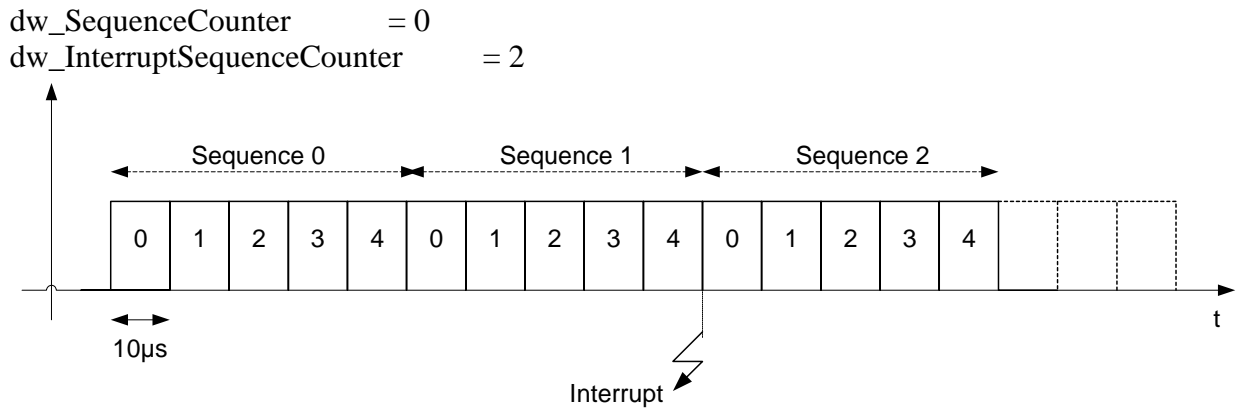 dw_SequenceCounter = 0
dw_InterruptSequenceCounter = 2
Sequence 0 Sequence 1 Sequence 2
0 1 2 3 4 0 1 2 3 4 0 1 2 3 4
t
10µs
Interrupt